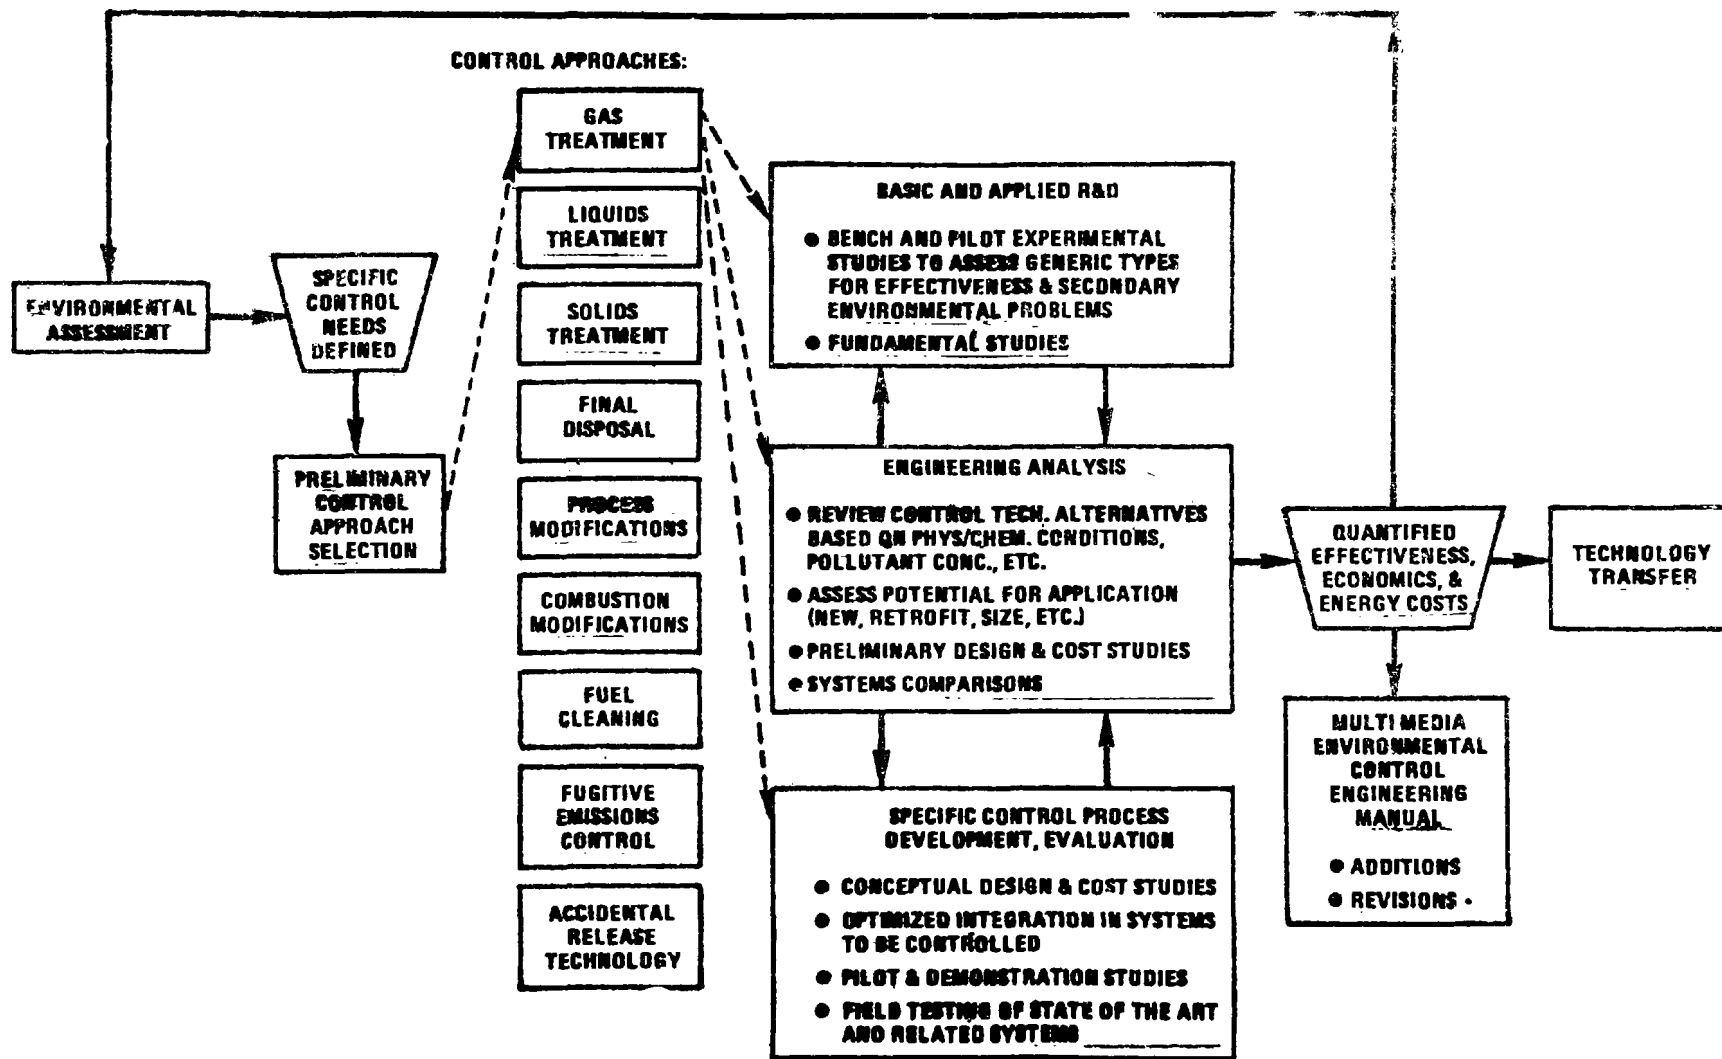 CONTROL APPROACHES:
ENVIRONMENTAL
ASSESSMENT
SPECIFIC
CONTROL
NEEDS
DEFINED
PRELIMINARY
CONTROL
APPROACH
SELECTION
GAS
TREATMENT
LIQUIDS
TREATMENT
SOLIDS
TREATMENT
FINAL
DISPOSAL
PROCESS
MODIFICATIONS
COMBUSTION
MODIFICATIONS
FUEL
CLEANING
FUGITIVE
EMISSIONS
CONTROL
ACCIDENTAL
RELEASE
TECHNOLOGY
BASIC AND APPLIED R&D
● BENCH AND PILOT EXPERIMENTAL
STUDIES TO ASSESS GENERIC TYPES
FOR EFFECTIVENESS & SECONDARY
ENVIRONMENTAL PROBLEMS
● FUNDAMENTAL STUDIES
ENGINEERING ANALYSIS
● REVIEW CONTROL TECH. ALTERNATIVES
BASED ON PHYS/CHEM. CONDITIONS,
POLLUTANT CONC., ETC.
● ASSESS POTENTIAL FOR APPLICATION
(NEW, RETROFIT, SIZE, ETC.)
● PRELIMINARY DESIGN & COST STUDIES
● SYSTEMS COMPARISONS
SPECIFIC CONTROL PROCESS
DEVELOPMENT, EVALUATION
● CONCEPTUAL DESIGN & COST STUDIES
● OPTIMIZED INTEGRATION IN SYSTEMS
TO BE CONTROLLED
● PILOT & DEMONSTRATION STUDIES
● FIELD TESTING OF STATE OF THE ART
AND RELATED SYSTEMS
QUANTIFIED
EFFECTIVENESS,
ECONOMICS, &
ENERGY COSTS
TECHNOLOGY
TRANSFER
MULTI MEDIA
ENVIRONMENTAL
CONTROL
ENGINEERING
MANUAL
● ADDITIONS
● REVISIONS